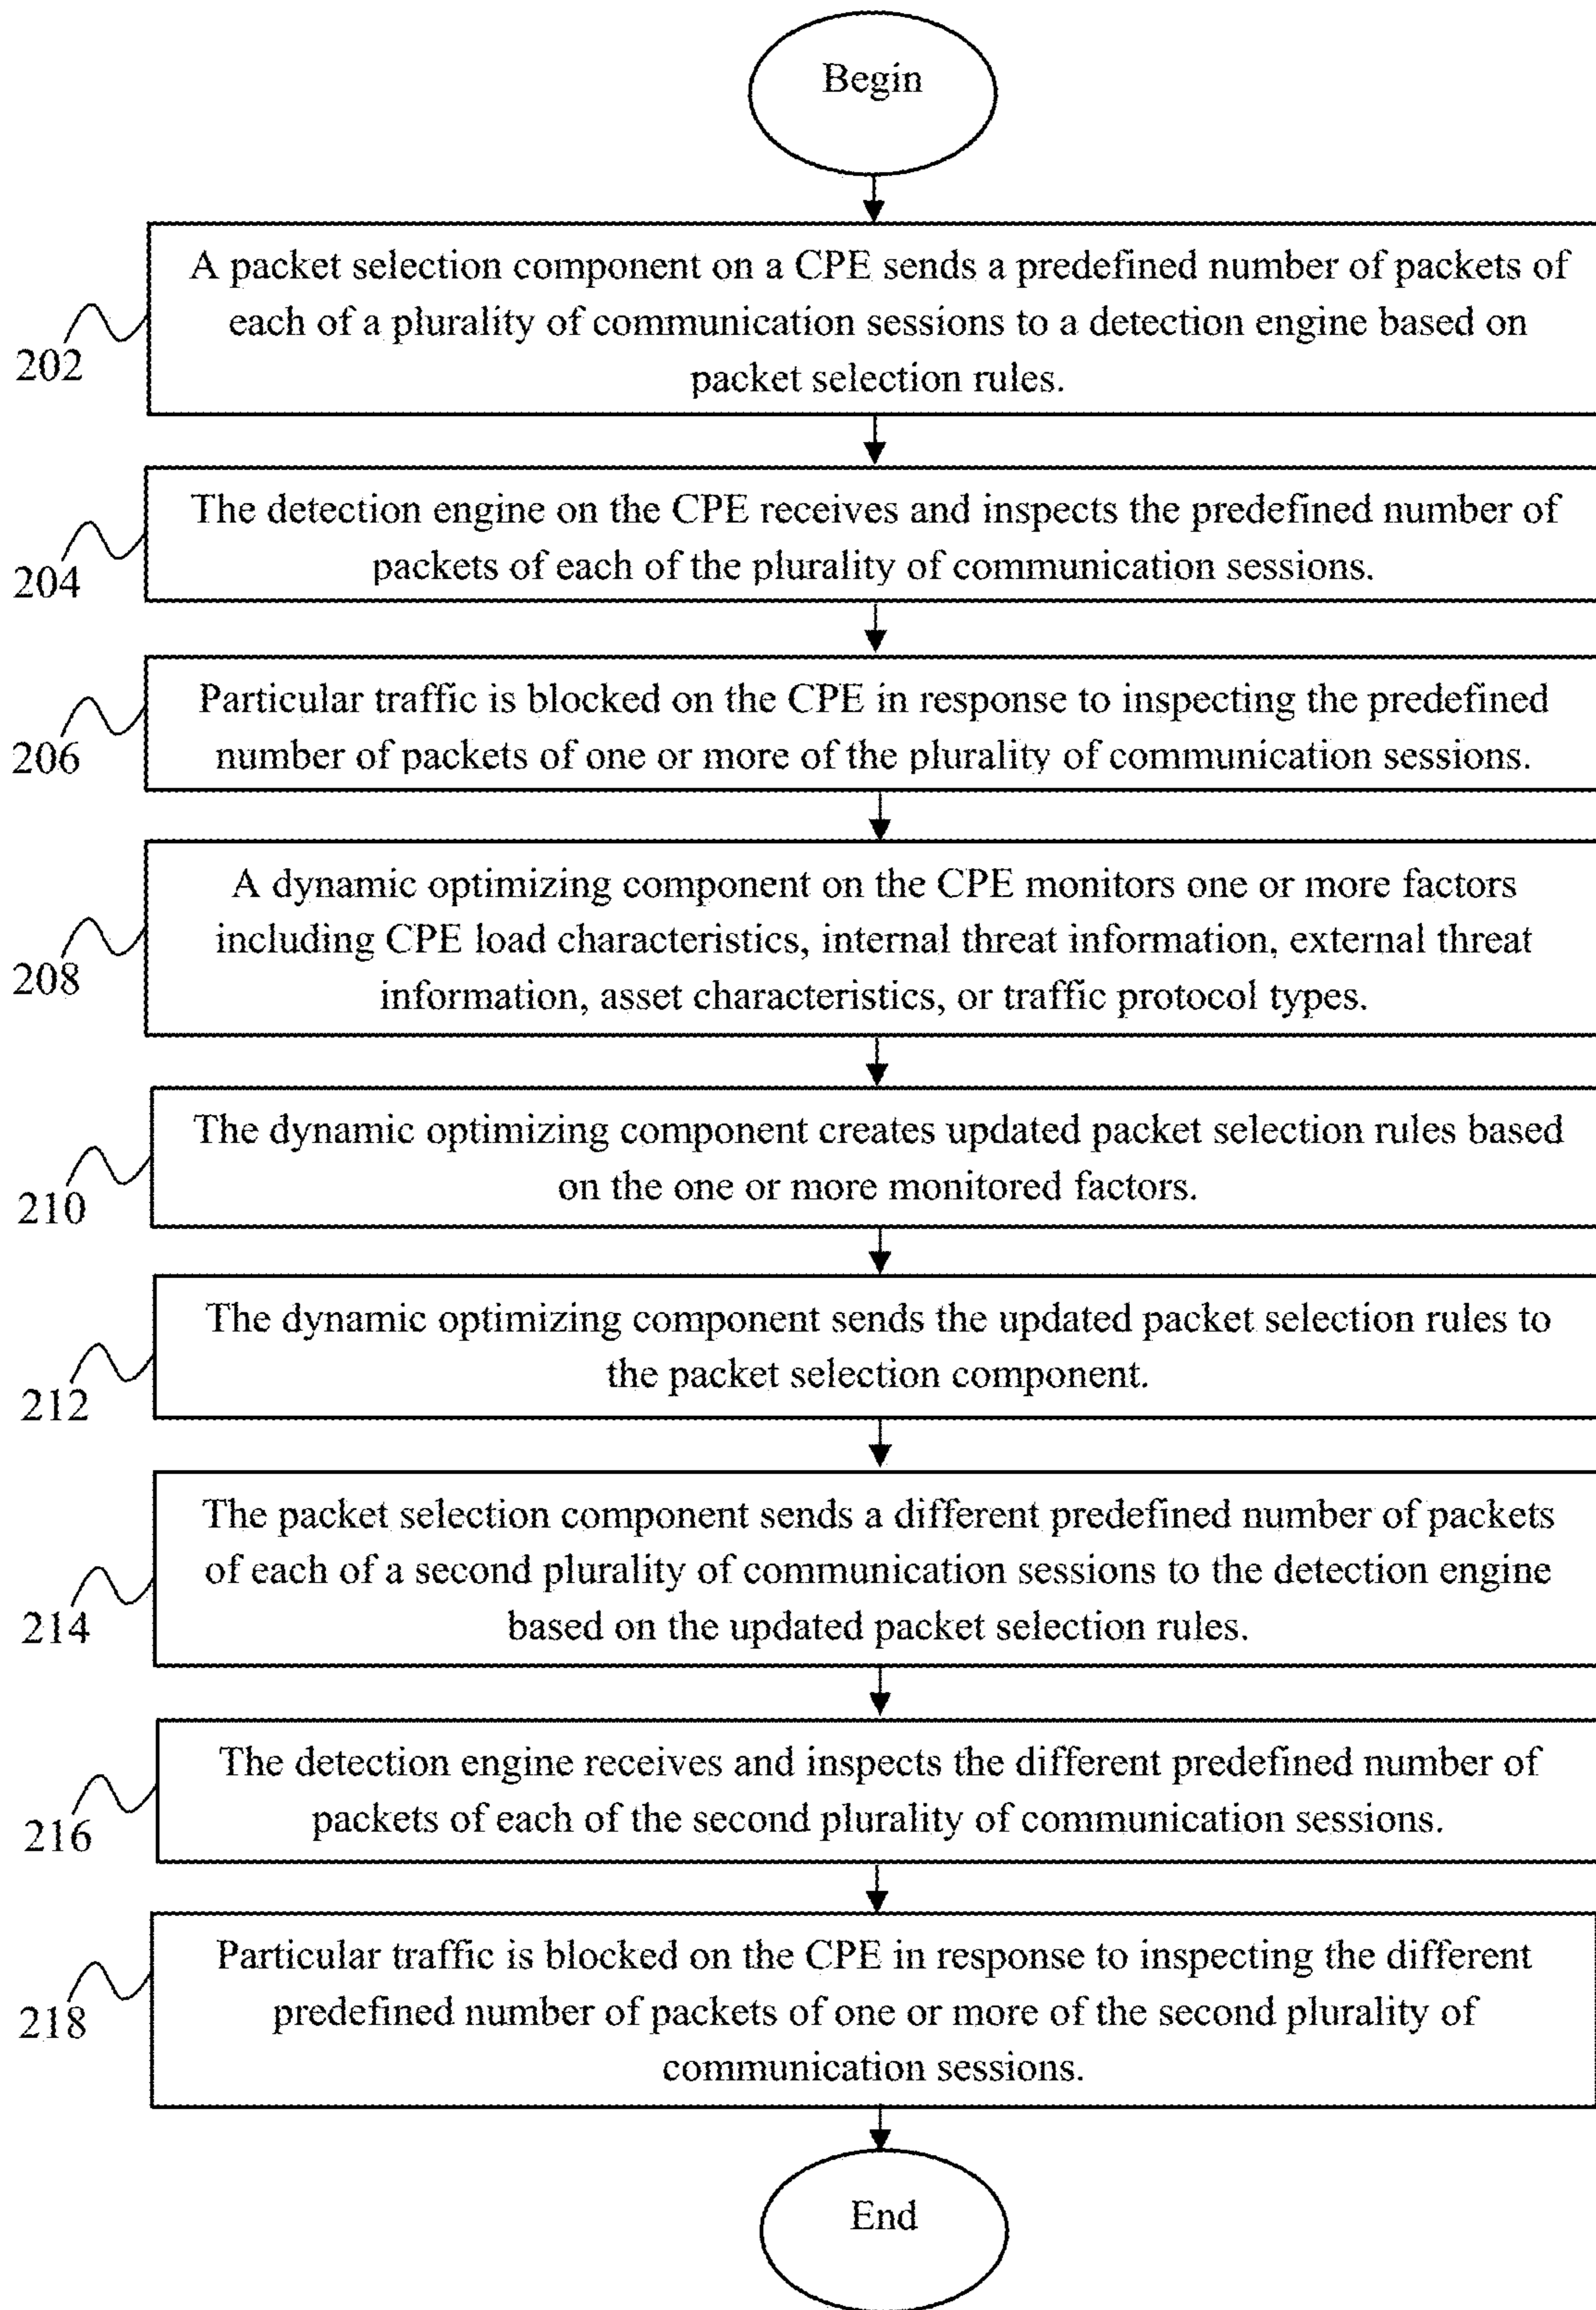 Begin
A packet selection component on a CPE sends a predefined number of packets of
each of a plurality of communication sessions to a detection engine based on
packet selection rules.
202
The detection engine on the CPE receives and inspects the predefined number of
packets of each of the plurality of communication sessions.
204
Particular traffic is blocked on the CPE in response to inspecting the predefined
number of packets of one or more of the plurality of communication sessions.
206
A dynamic optimizing component on the CPE monitors one or more factors
including CPE load characteristics, internal threat information, external threat
information, asset characteristics, or traffic protocol types.
208
The dynamic optimizing component creates updated packet selection rules based
on the one or more monitored factors.
210
The dynamic optimizing component sends the updated packet selection rules to
the packet selection component.
212
The packet selection component sends a different predefined number of packets
of each of a second plurality of communication sessions to the detection engine
based on the updated packet selection rules.
214
The detection engine receives and inspects the different predefined number of
packets of each of the second plurality of communication sessions.
216
Particular traffic is blocked on the CPE in response to inspecting the different
predefined number of packets of one or more of the second plurality of
communication sessions.
218
End